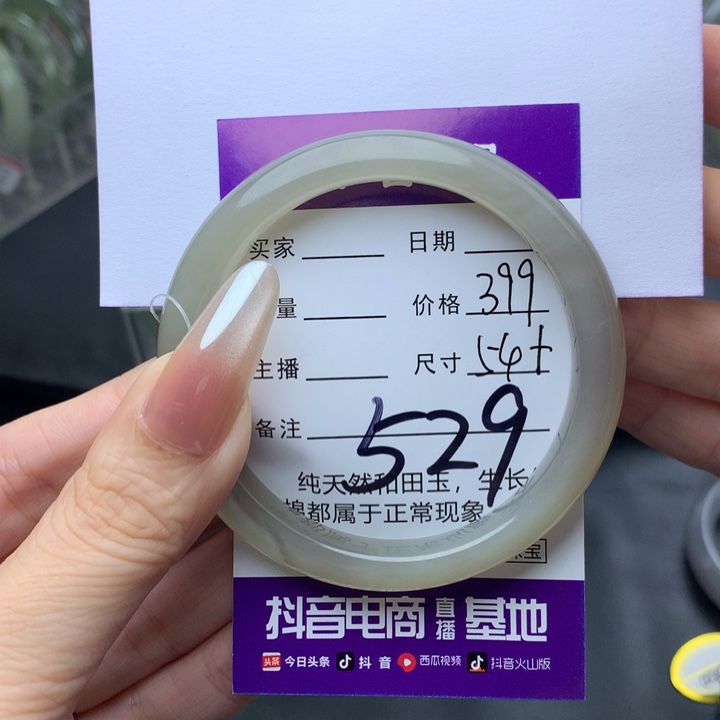 买家
日期
量
价格 399
主播
尺寸 54+
备注 529
纯天然和田玉，生长
棉都属于正常现象
珠宝
抖音电商 直播 基地
头条 今日头条 抖音 西瓜视频 抖音火山版